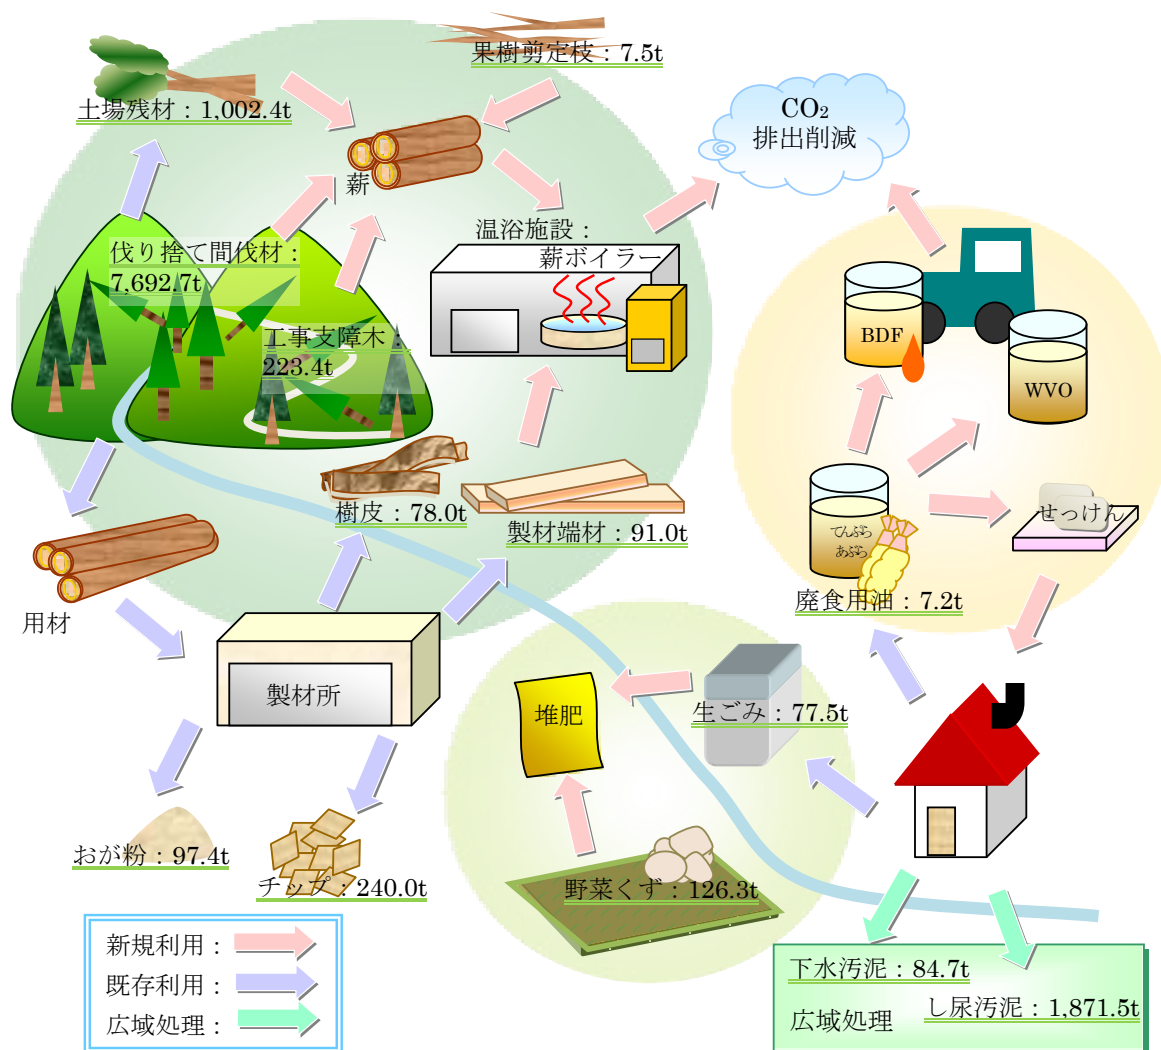 果樹剪定枝：7.5t
土場残材：1,002.4t
CO₂
排出削減
薪
伐り捨て間伐材：
7,692.7t
温浴施設：
薪ボイラー
工事支障木：
223.4t
BDF
WVO
樹皮：78.0t
製材端材：91.0t
てんぷら
あぶら
せっけん
廃食用油：7.2t
用材
製材所
堆肥
生ごみ：77.5t
おが粉：97.4t
チップ：240.0t
野菜くず：126.3t
新規利用：
既存利用：
広域処理：
下水汚泥：84.7t
し尿汚泥：1,871.5t
広域処理